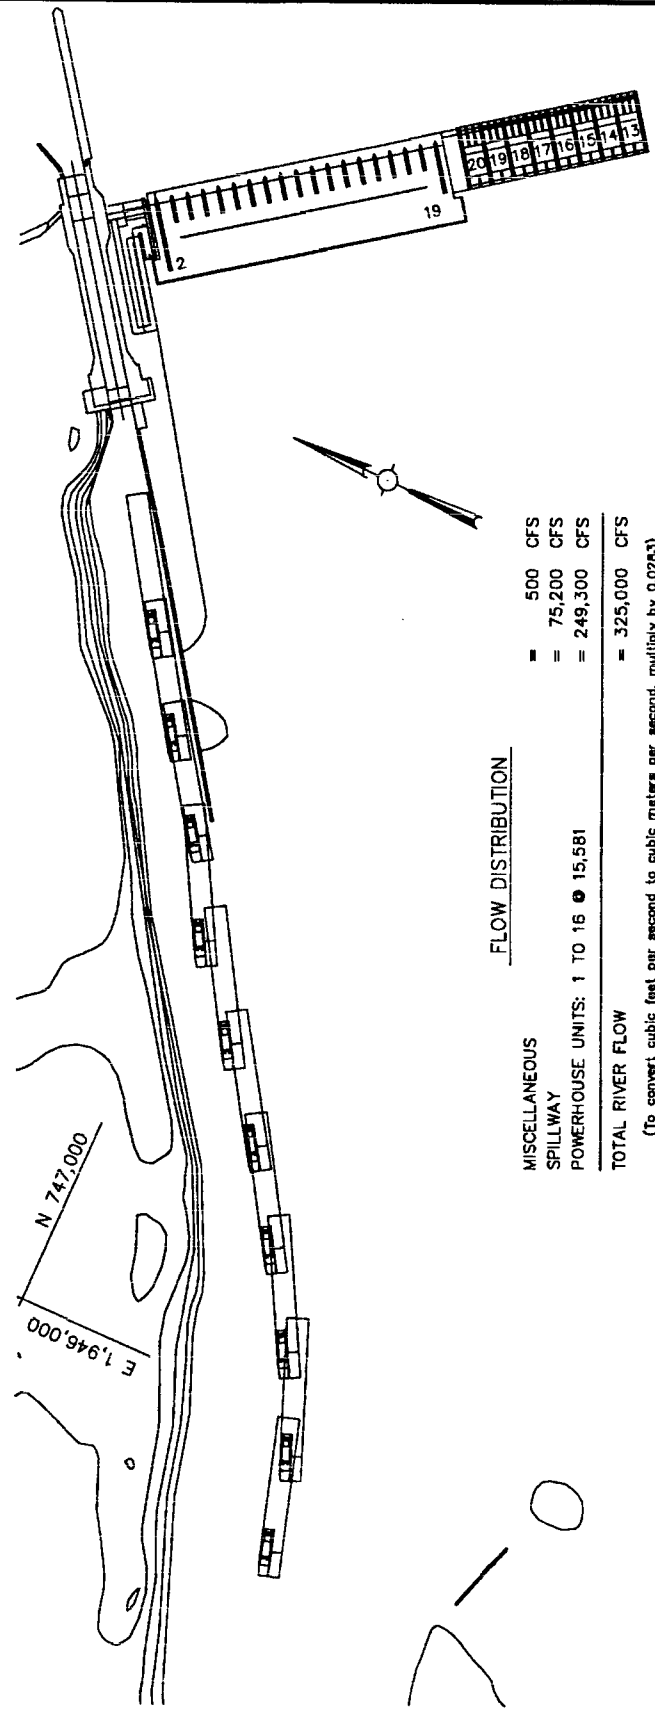 20 19 18 17 16 15 14 13
19
2
FLOW DISTRIBUTION
MISCELLANEOUS = 500 CFS
SPILLWAY = 75,200 CFS
POWERHOUSE UNITS: 1 TO 16 @ 15,581 = 249,300 CFS
TOTAL RIVER FLOW = 325,000 CFS
(To convert cubic feet per second to cubic meters per second, multiply by 0.0283)
N 747,000
E 1,946,000